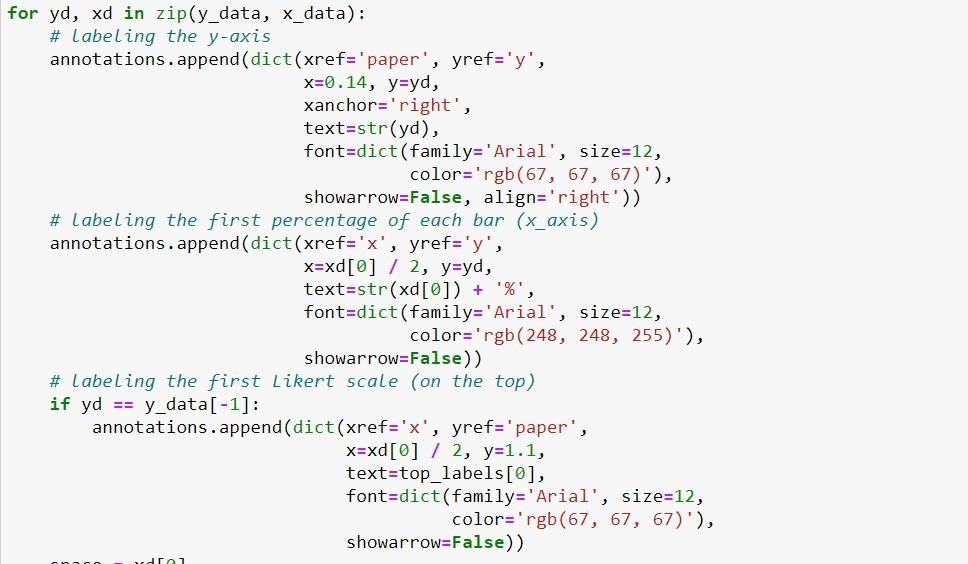 for yd, xd in zip(y_data, x_data):
    # labeling the y-axis
    annotations.append(dict(xref='paper', yref='y',
                            x=0.14, y=yd,
                            xanchor='right',
                            text=str(yd),
                            font=dict(family='Arial', size=12,
                                      color='rgb(67, 67, 67)'),
                            showarrow=False, align='right'))
    # labeling the first percentage of each bar (x_axis)
    annotations.append(dict(xref='x', yref='y',
                            x=xd[0] / 2, y=yd,
                            text=str(xd[0]) + '%',
                            font=dict(family='Arial', size=12,
                                      color='rgb(248, 248, 255)'),
                            showarrow=False))
    # labeling the first Likert scale (on the top)
    if yd == y_data[-1]:
        annotations.append(dict(xref='x', yref='paper',
                                x=xd[0] / 2, y=1.1,
                                text=top_labels[0],
                                font=dict(family='Arial', size=12,
                                          color='rgb(67, 67, 67)'),
                                showarrow=False))
    space = xd[0]